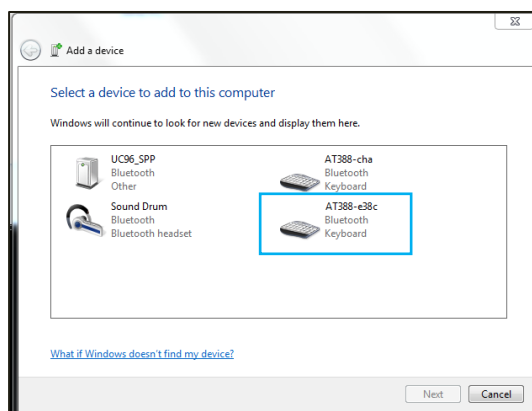 Add a device
Select a device to add to this computer
Windows will continue to look for new devices and display them here.
UC96_SPP
Bluetooth
Other
AT388-cha
Bluetooth
Keyboard
Sound Drum
Bluetooth
Bluetooth headset
AT388-e38c
Bluetooth
Keyboard
What if Windows doesn't find my device?
Next
Cancel